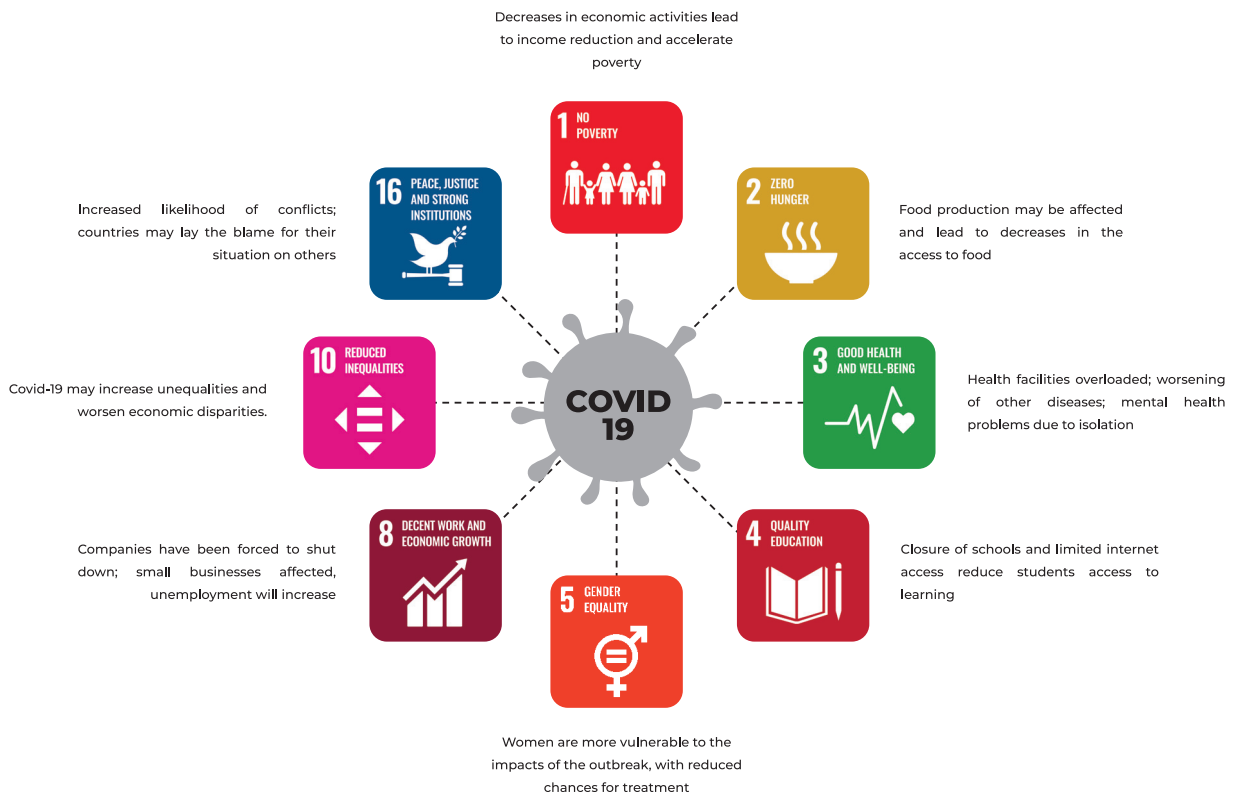 Decreases in economic activities lead
to income reduction and accelerate
poverty
1 NO
POVERTY
16 PEACE, JUSTICE
AND STRONG
INSTITUTIONS
Increased likelihood of conflicts;
countries may lay the blame for their
situation on others
2 ZERO
HUNGER
Food production may be affected
and lead to decreases in the
access to food
10 REDUCED
INEQUALITIES
Covid-19 may increase unequalities and
worsen economic disparities.
COVID
19
3 GOOD HEALTH
AND WELL-BEING
Health facilities overloaded; worsening
of other diseases; mental health
problems due to isolation
8 DECENT WORK AND
ECONOMIC GROWTH
Companies have been forced to shut
down; small businesses affected,
unemployment will increase
4 QUALITY
EDUCATION
Closure of schools and limited internet
access reduce students access to
learning
5 GENDER
EQUALITY
Women are more vulnerable to the
impacts of the outbreak, with reduced
chances for treatment